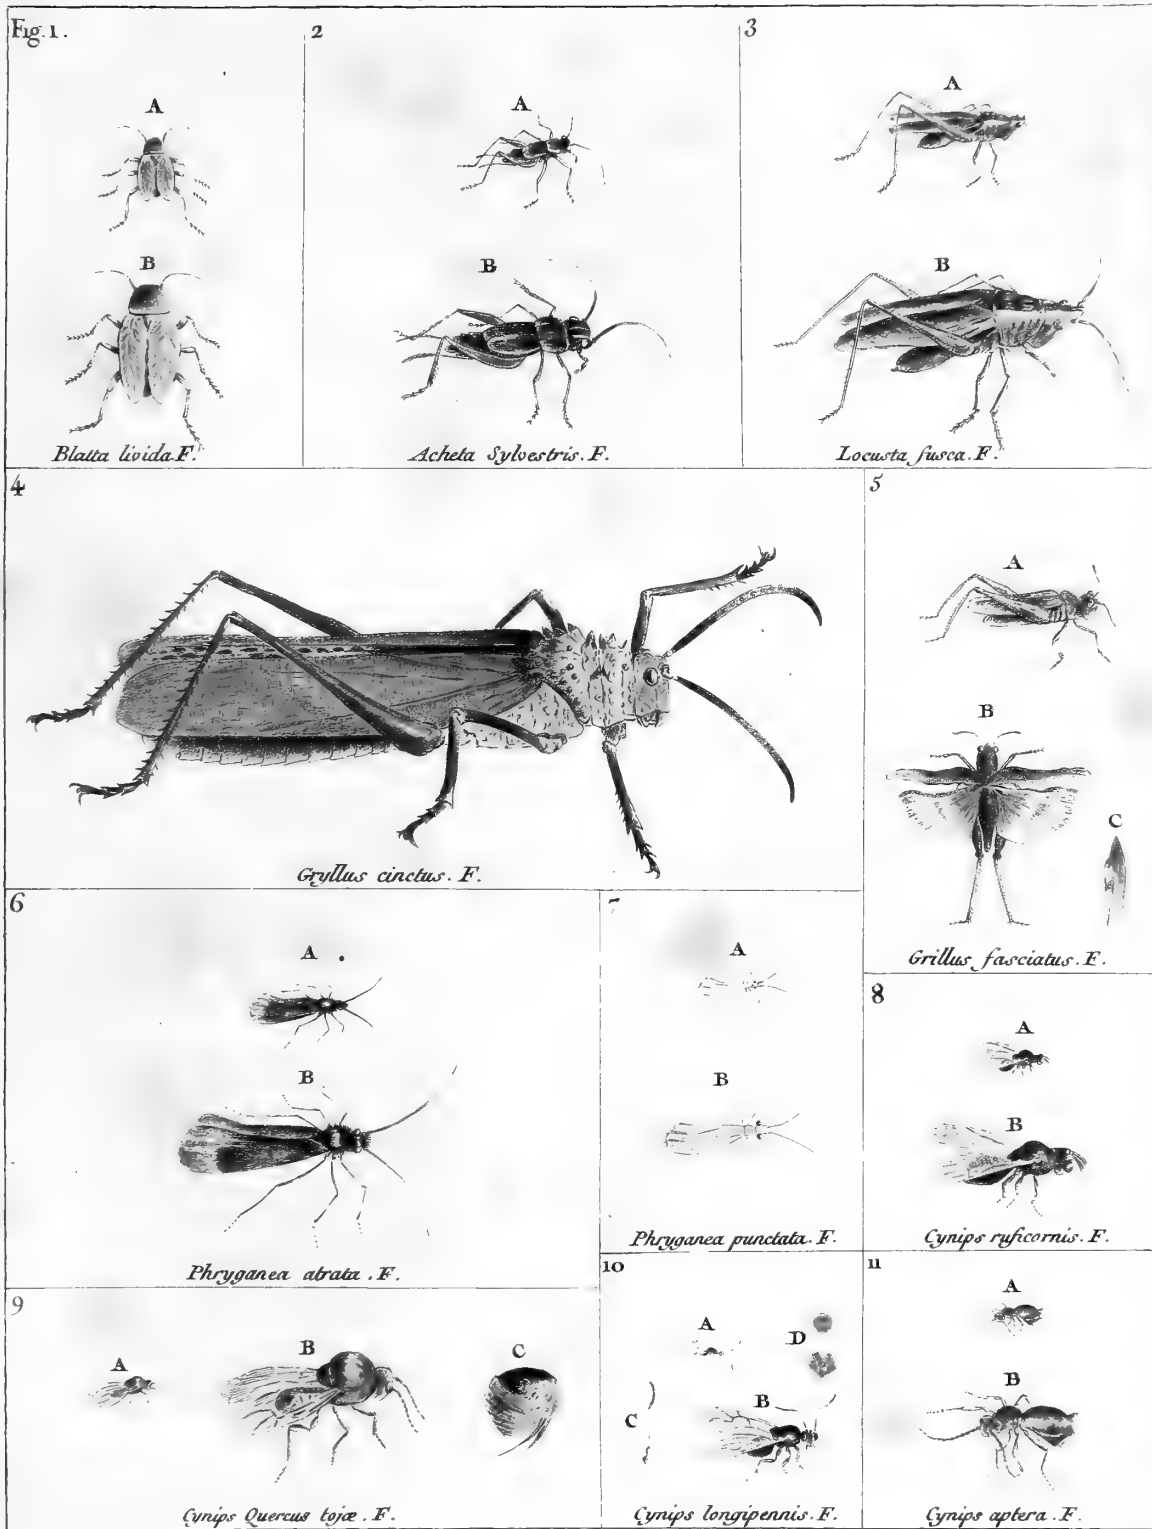 Fig. 1.
A
B
Blatta livida F.
2
A
B
Acheta Sylvestris. F.
3
A
B
Locusta fusca. F.
4
Gryllus cinctus. F.
5
A
B
C
Grillus fasciatus. F.
6
A
B
Phryganea atrata. F.
7
A
B
Phryganea punctata. F.
8
A
B
Cynips ruficornis. F.
9
A
B
C
Cynips Quercus tojæ. F.
10
A
D
C
B
Cynips longipennis. F.
11
A
B
Cynips aptera. F.